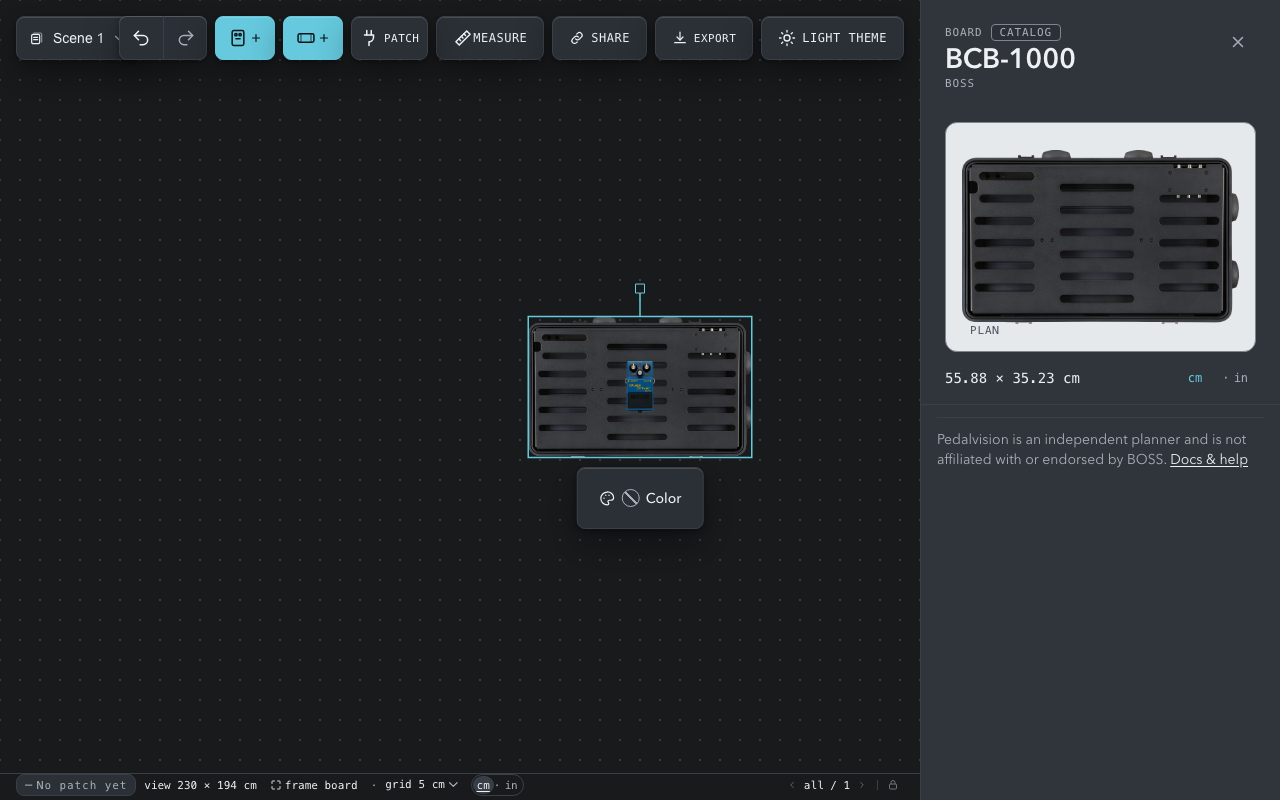 Scene 1
+
+
PATCH
MEASURE
SHARE
EXPORT
LIGHT THEME
BOARD CATALOG
BCB-1000
BOSS
PLAN
55.88 × 35.23 cm
cm · in
Pedalvision is an independent planner and is not
affiliated with or endorsed by BOSS. Docs & help
Color
No patch yet
view 230 × 194 cm
frame board
· grid 5 cm
cm · in
all / 1